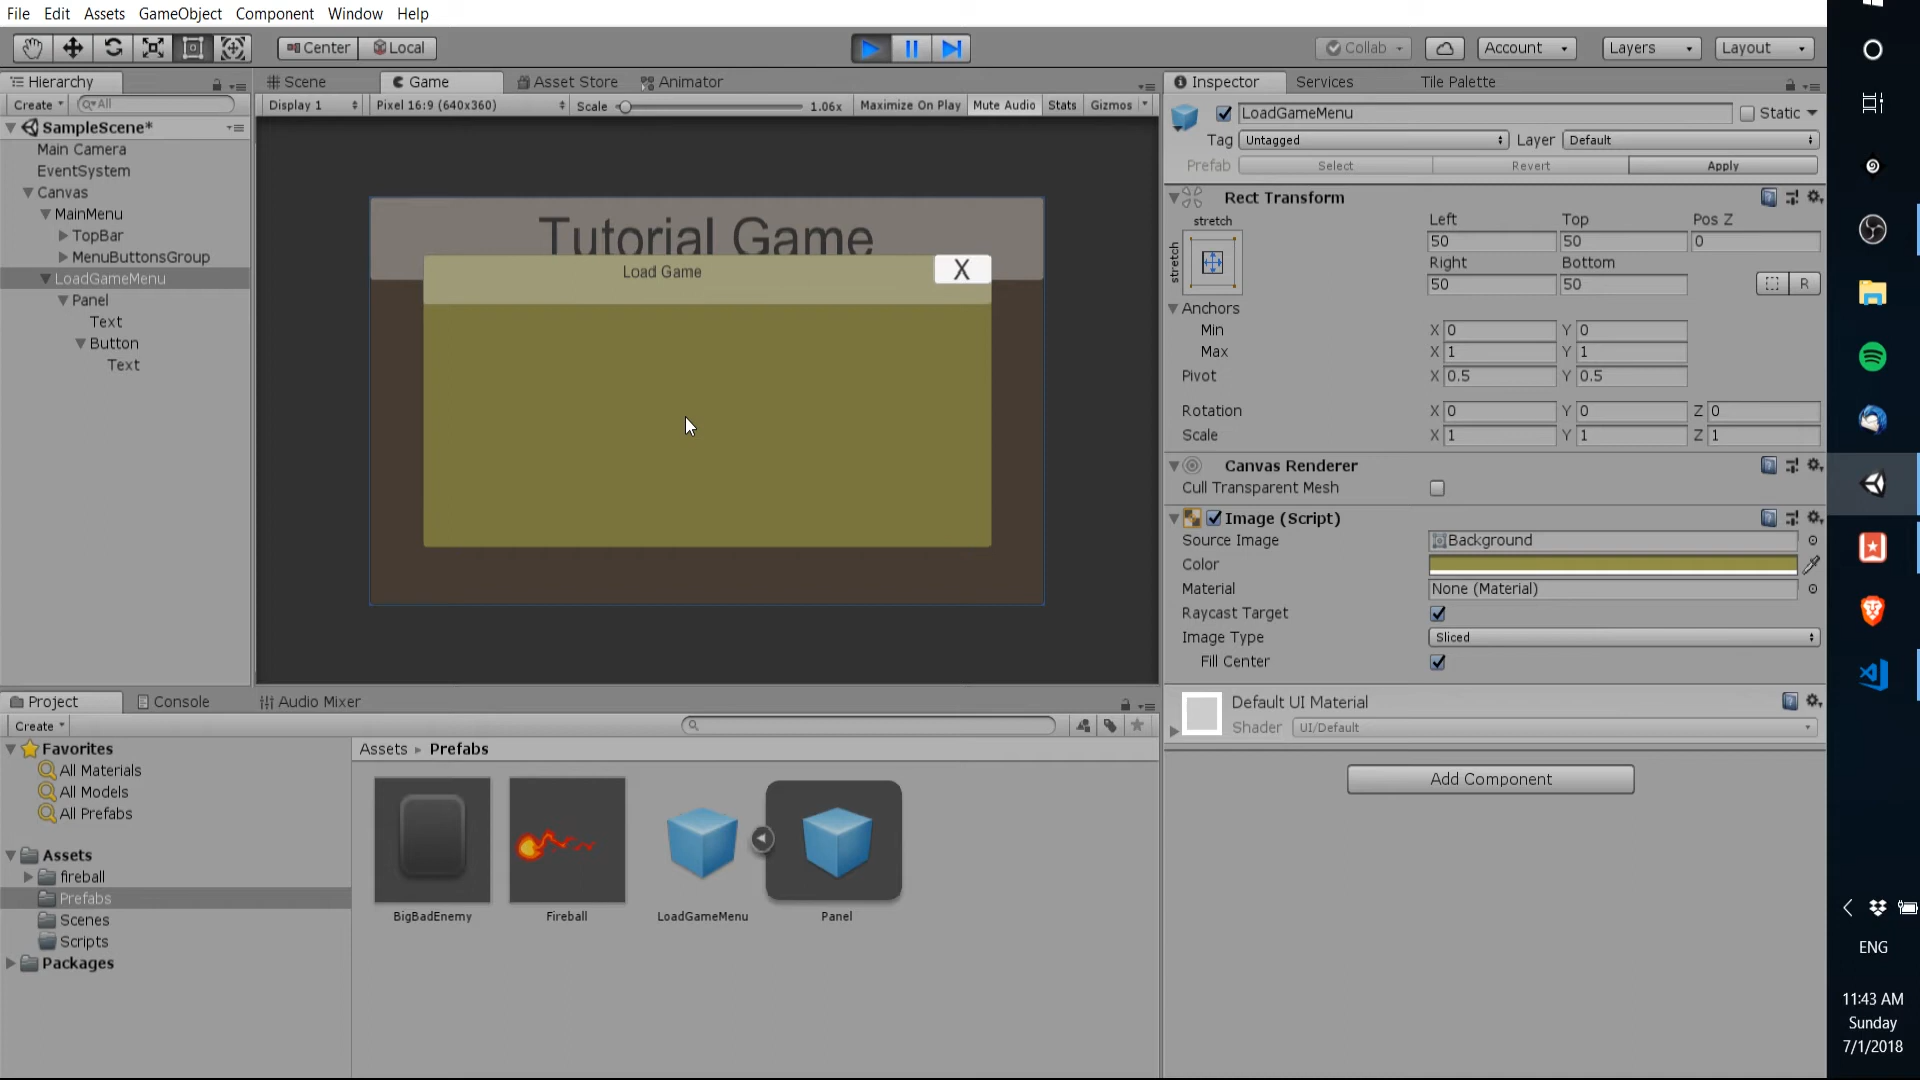 File Edit Assets GameObject Component Window Help
Center Local Collab Account Layers Layout
Hierarchy
Create All
SampleScene*
Main Camera
EventSystem
Canvas
MainMenu
TopBar
MenuButtonsGroup
LoadGameMenu
Panel
Text
Button
Text
Scene Game Asset Store Animator
Display 1 Pixel 16:9 (640x360) Scale 1.06x Maximize On Play Mute Audio Stats Gizmos
Tutorial Game
Load Game X
Inspector Services Tile Palette
LoadGameMenu Static
Tag Untagged Layer Default
Prefab Select Revert Apply
Rect Transform
stretch Left Top Pos Z
stretch 50 50 0
Right Bottom
50 50 R
Anchors
Min X 0 Y 0
Max X 1 Y 1
Pivot X 0.5 Y 0.5
Rotation X 0 Y 0 Z 0
Scale X 1 Y 1 Z 1
Canvas Renderer
Cull Transparent Mesh
Image (Script)
Source Image Background
Color
Material None (Material)
Raycast Target
Image Type Sliced
Fill Center
Default UI Material
Shader UI/Default
Add Component
Project Console Audio Mixer
Create
Favorites
All Materials
All Models
All Prefabs
Assets
fireball
Prefabs
Scenes
Scripts
Packages
Assets Prefabs
BigBadEnemy Fireball LoadGameMenu Panel
ENG
11:43 AM
Sunday
7/1/2018